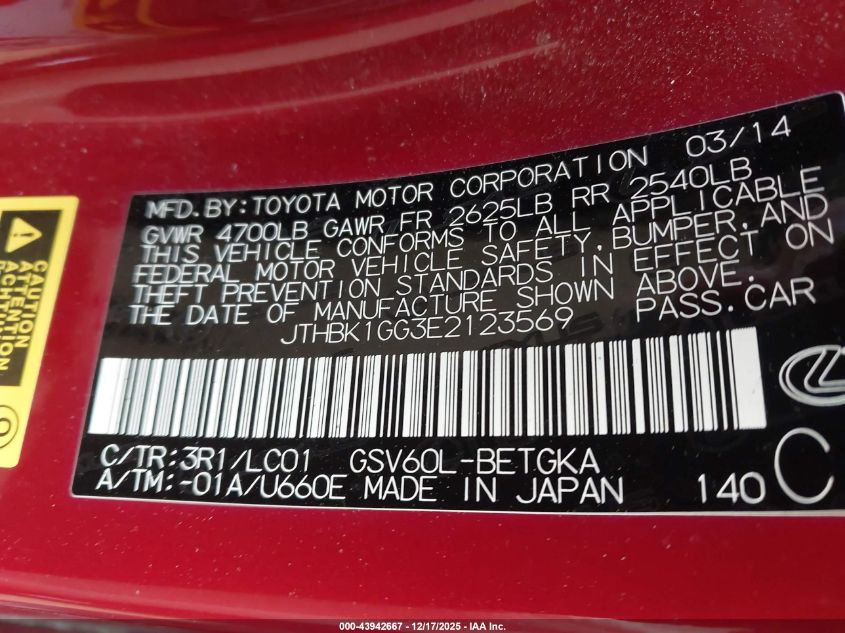 MFD. BY: TOYOTA MOTOR CORPORATION 03/14
GVWR 4700LB GAWR FR 2625LB RR 2540LB
THIS VEHICLE CONFORMS TO ALL APPLICABLE
FEDERAL MOTOR VEHICLE SAFETY, BUMPER, AND
THEFT PREVENTION STANDARDS IN EFFECT ON
THE DATE OF MANUFACTURE SHOWN ABOVE.
JTHBK1GG3E2123569 PASS. CAR
C/TR: 3R1/LC01 GSV60L-BETGKA
A/TM: -01A/U660E MADE IN JAPAN 140 C
CAUTION
ATTENTION
ACHTUNG
000-43942667 - 12/17/2025 - IAA Inc.